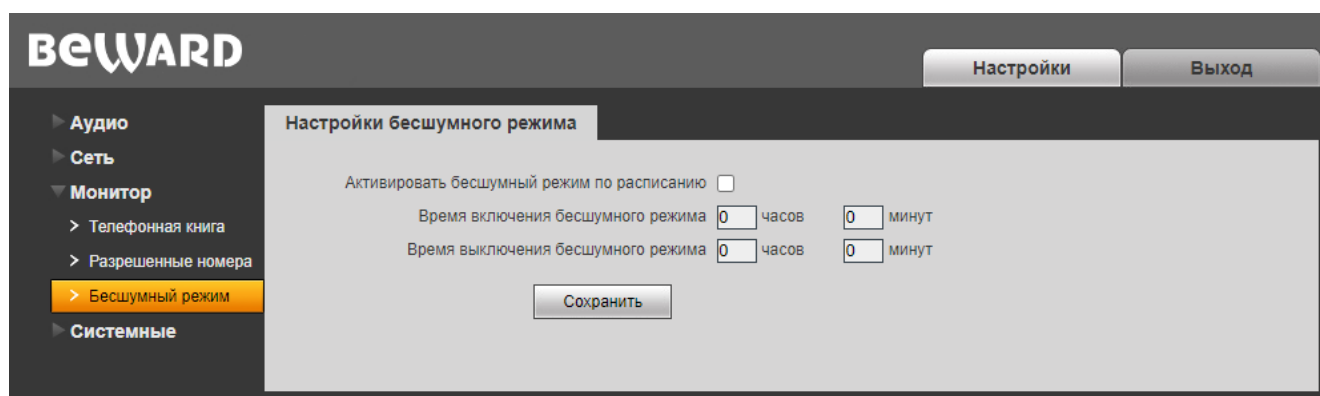 BEWARD
Настройки
Выход
Аудио
Сеть
Монитор
> Телефонная книга
> Разрешенные номера
> Бесшумный режим
Системные
Настройки бесшумного режима
Активировать бесшумный режим по расписанию
Время включения бесшумного режима 0 часов 0 минут
Время выключения бесшумного режима 0 часов 0 минут
Сохранить